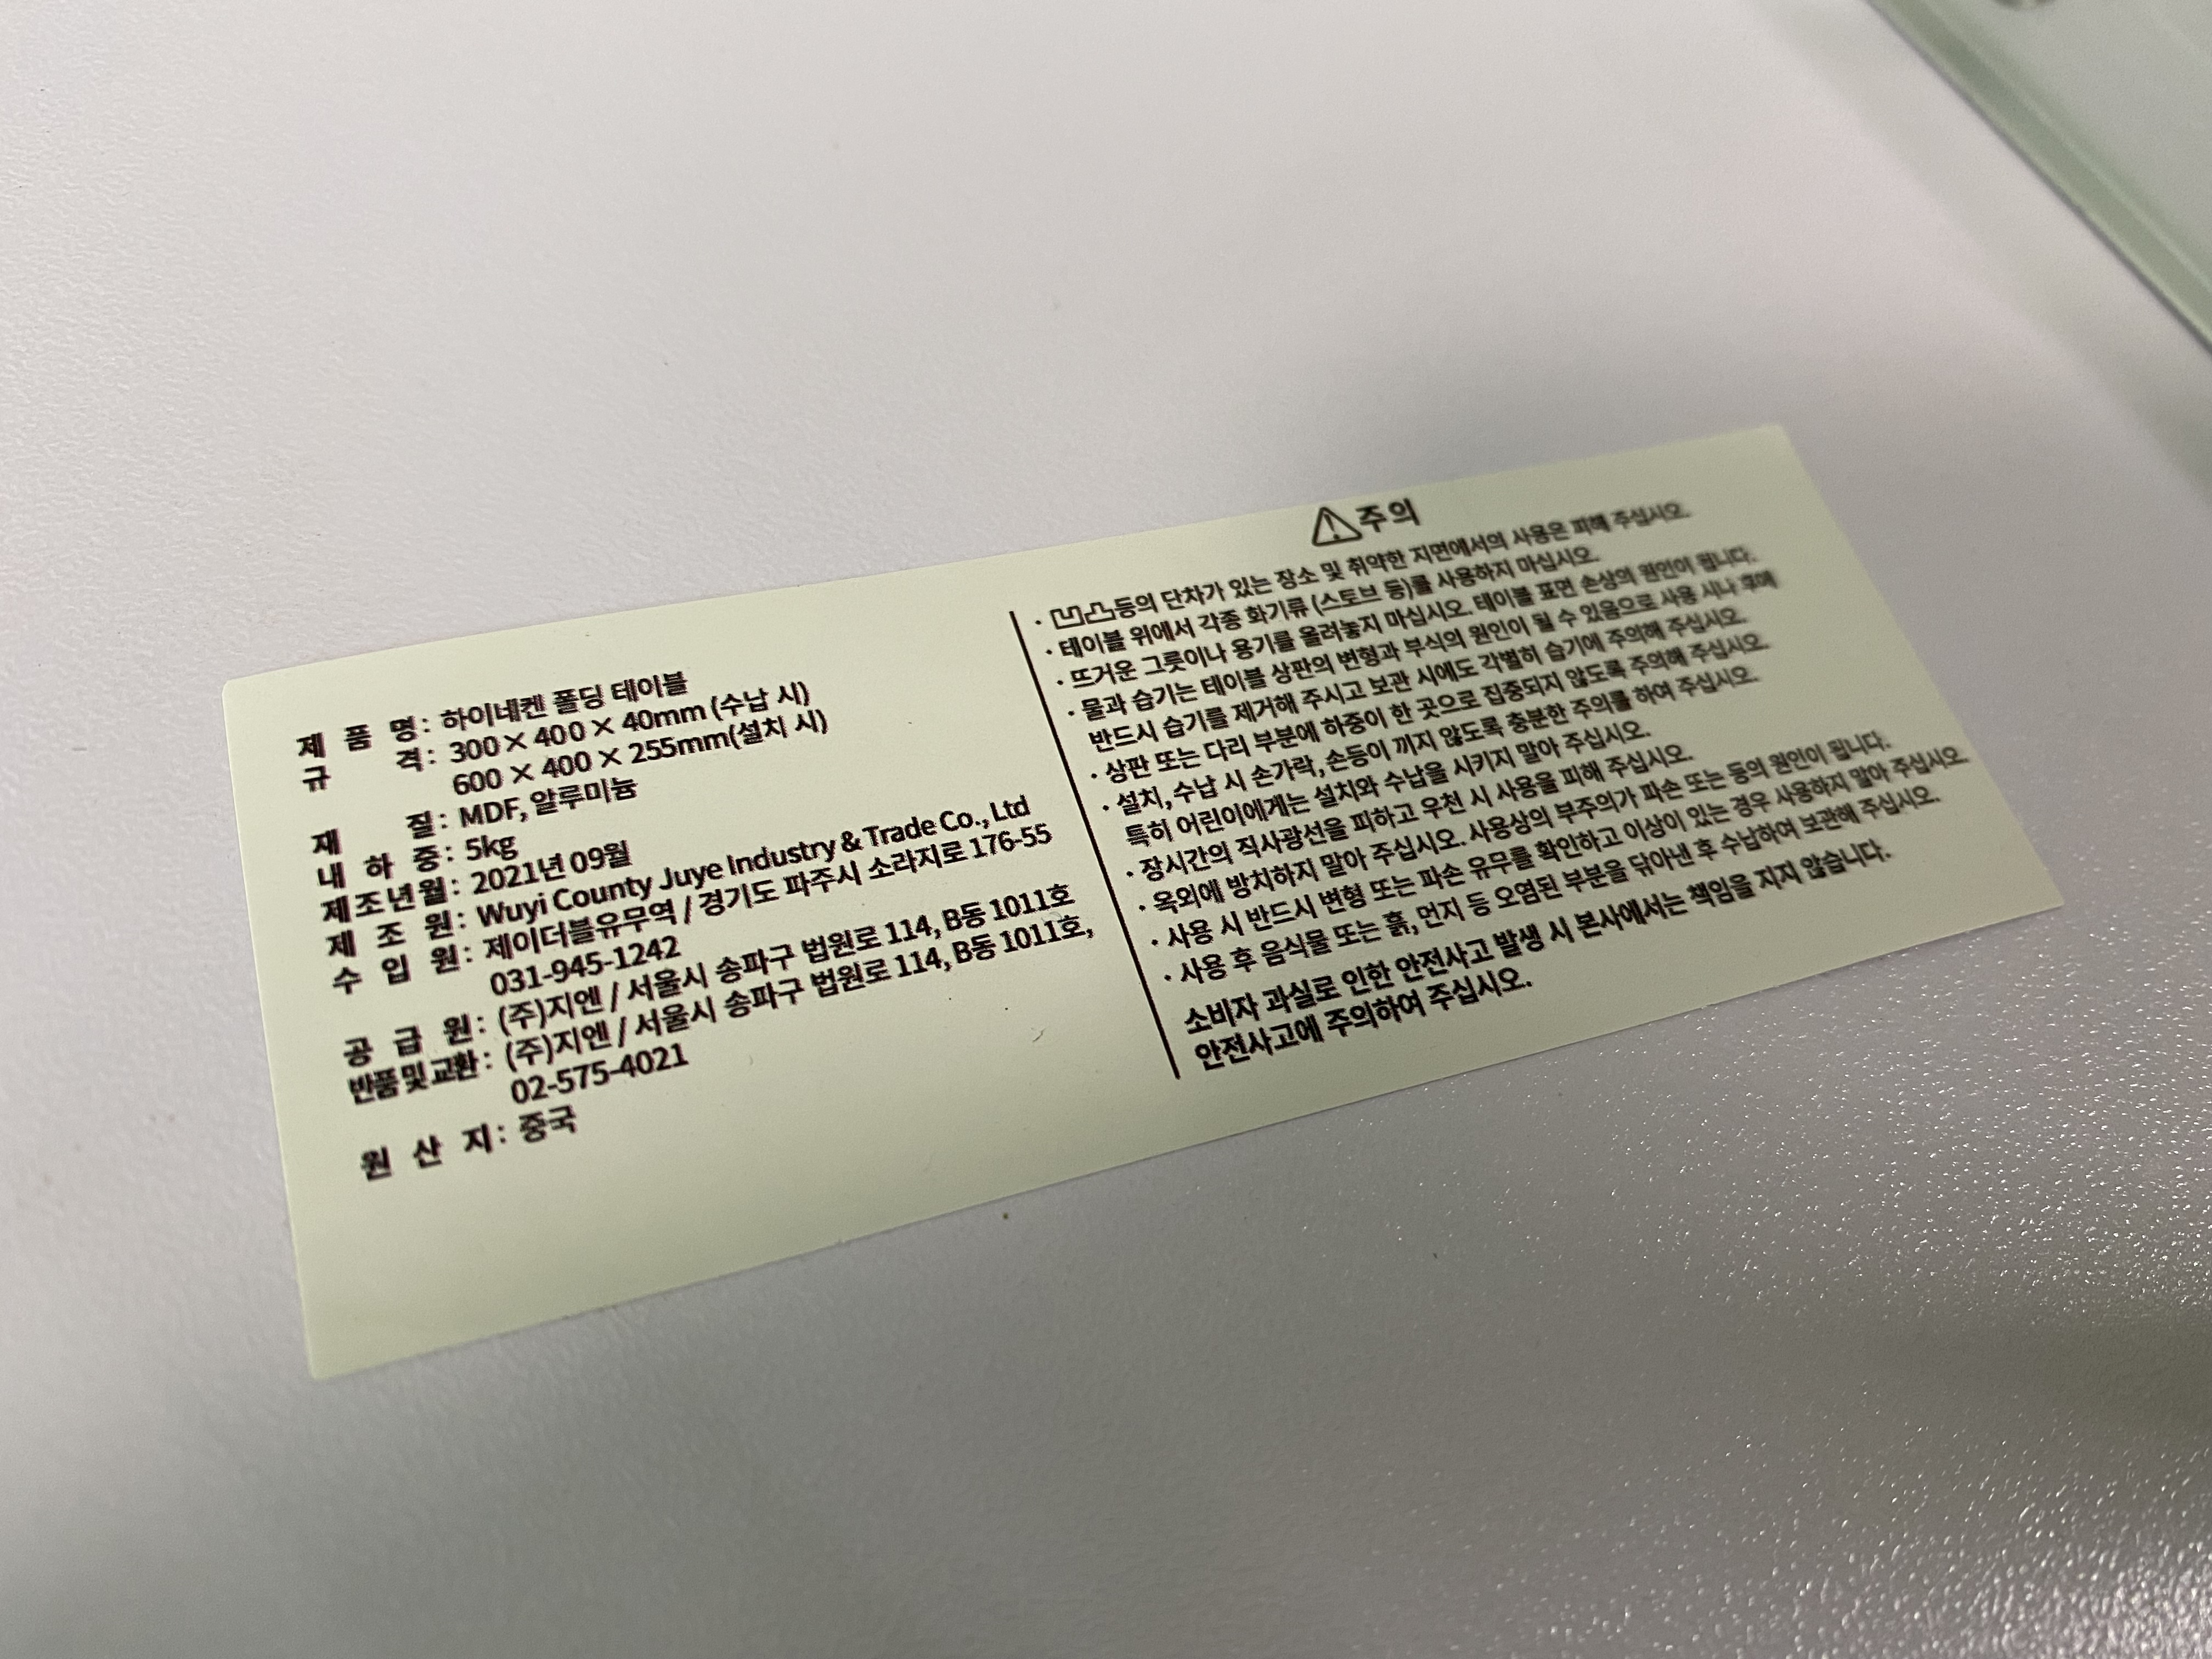 제 품 명 : 하이네켄 폴딩 테이블
규 격 : 300 × 400 × 40mm (수납 시)
600 × 400 × 255mm(설치 시)
재 질 : MDF, 알루미늄
내 하 중 : 5kg
제조년월 : 2021년 09월
제 조 원 : Wuyi County Juye Industry & Trade Co., Ltd
수 입 원 : 제이더블유무역 / 경기도 파주시 소라지로 176-55
031-945-1242
공 급 원 : (주)지엔 / 서울시 송파구 법원로 114, B동 1011호
반품및교환 : (주)지엔 / 서울시 송파구 법원로 114, B동 1011호,
02-575-4021
원 산 지 : 중국
주의
· 凹凸등의 단차가 있는 장소 및 취약한 지면에서의 사용은 피해 주십시오.
· 테이블 위에서 각종 화기류 (스토브 등)를 사용하지 마십시오.
· 뜨거운 그릇이나 용기를 올려놓지 마십시오. 테이블 표면 손상의 원인이 됩니다.
· 물과 습기는 테이블 상판의 변형과 부식의 원인이 될 수 있음으로 사용 시나 후에
반드시 습기를 제거해 주시고 보관 시에도 각별히 습기에 주의해 주십시오.
· 상판 또는 다리 부분에 하중이 한 곳으로 집중되지 않도록 주의해 주십시오.
· 설치, 수납 시 손가락, 손등이 끼지 않도록 충분한 주의를 하여 주십시오.
특히 어린이에게는 설치와 수납을 시키지 말아 주십시오.
· 장시간의 직사광선을 피하고 우천 시 사용을 피해 주십시오.
· 옥외에 방치하지 말아 주십시오. 사용상의 부주의가 파손 또는 등의 원인이 됩니다.
· 사용 시 반드시 변형 또는 파손 유무를 확인하고 이상이 있는 경우 사용하지 말아 주십시오.
· 사용 후 음식물 또는 흙, 먼지 등 오염된 부분을 닦아낸 후 수납하여 보관해 주십시오.
소비자 과실로 인한 안전사고 발생 시 본사에서는 책임을 지지 않습니다.
안전사고에 주의하여 주십시오.